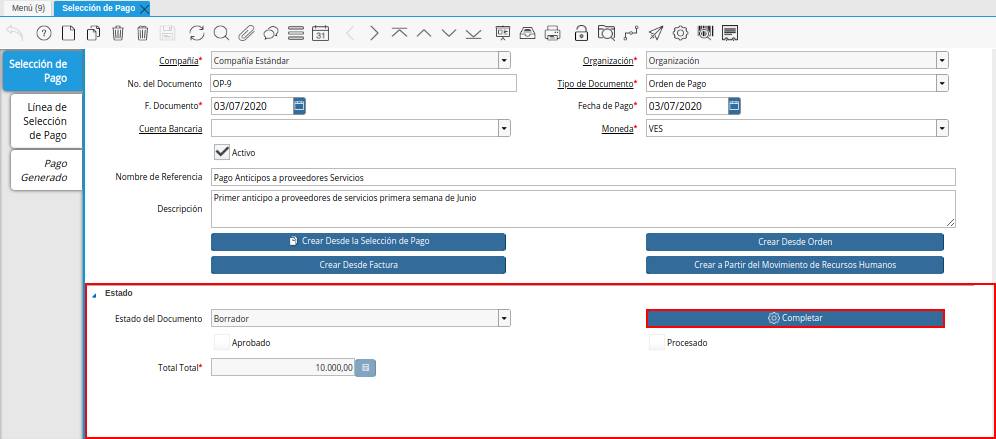 Menú (9) Selección de Pago
31
Selección de
Pago
Línea de
Selección
de Pago
Pago
Generado
Compañía* Compañía Estándar Organización* Organización
No. del Documento OP-9 Tipo de Documento* Orden de Pago
F. Documento* 03/07/2020 Fecha de Pago* 03/07/2020
Cuenta Bancaria Moneda* VES
Activo
Nombre de Referencia Pago Anticipos a proveedores Servicios
Descripción Primer anticipo a proveedores de servicios primera semana de Junio
Crear Desde la Selección de Pago Crear Desde Orden
Crear Desde Factura Crear a Partir del Movimiento de Recursos Humanos
Estado
Estado del Documento Borrador Completar
Aprobado Procesado
Total Total* 10.000,00